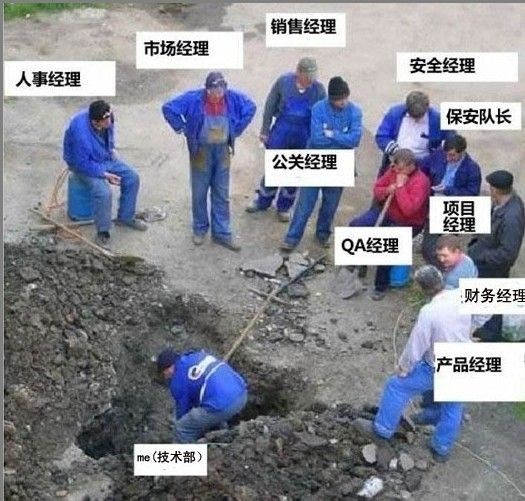 销售经理
市场经理
人事经理
安全经理
保安队长
公关经理
项目
经理
QA经理
财务经理
产品经理
me(技术部)